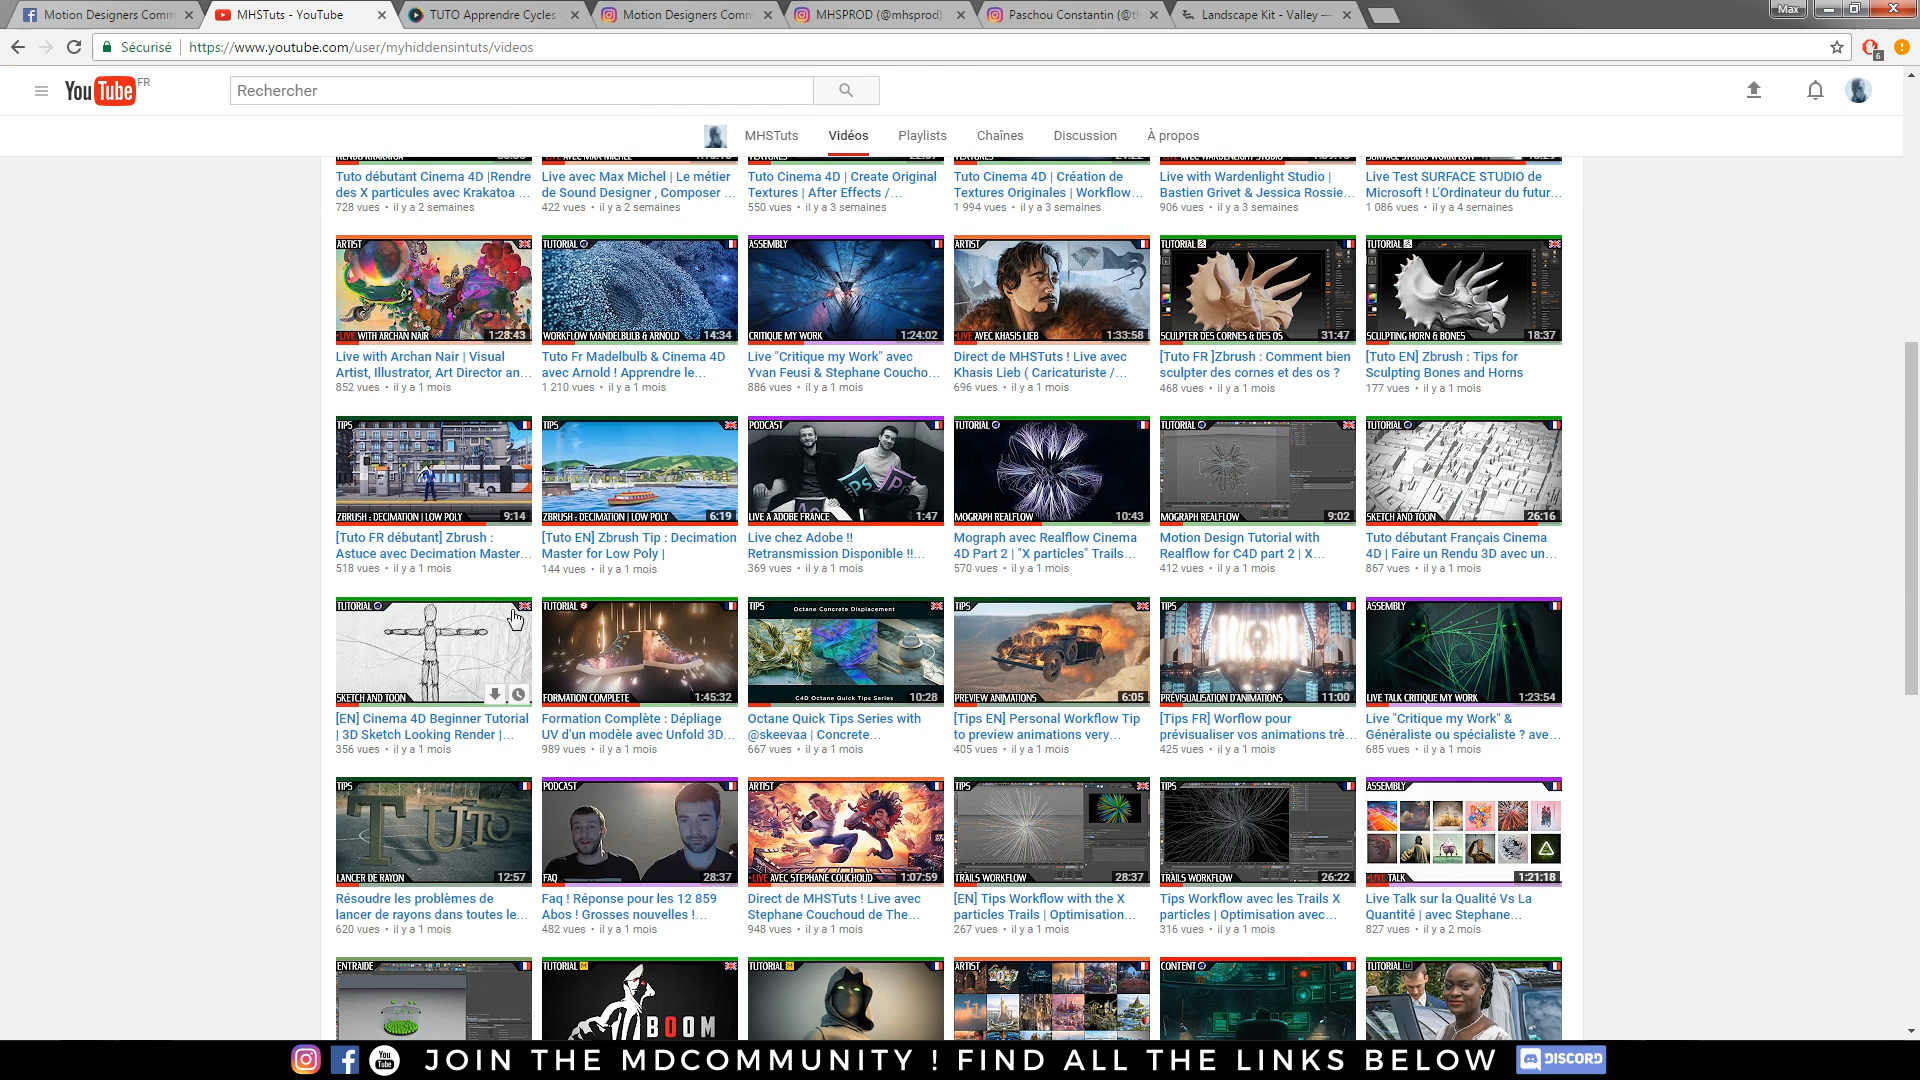 Motion Designers Comm
MHSTuts - YouTube
TUTO Apprendre Cycles
Motion Designers Comm
MHSPROD (@mhsprod)
Paschou Constantin (@t
Landscape Kit - Valley —
Max
Sécurisé
https://www.youtube.com/user/myhiddensintuts/videos
6
YouTube FR
Rechercher
MHSTuts
Vidéos
Playlists
Chaînes
Discussion
À propos
Tuto débutant Cinema 4D |Rendre
des X particules avec Krakatoa ...
728 vues • il y a 2 semaines
Live avec Max Michel | Le métier
de Sound Designer , Composer ...
422 vues • il y a 2 semaines
Tuto Cinema 4D | Create Original
Textures | After Effects /...
550 vues • il y a 3 semaines
Tuto Cinema 4D | Création de
Textures Originales | Workflow...
1 994 vues • il y a 3 semaines
Live with Wardenlight Studio |
Bastien Grivet & Jessica Rossie...
906 vues • il y a 3 semaines
Live Test SURFACE STUDIO de
Microsoft ! L'Ordinateur du futur...
1 086 vues • il y a 4 semaines
ARTIST
LIVE WITH ARCHAN NAIR
1:28:43
Live with Archan Nair | Visual
Artist, Illustrator, Art Director an...
852 vues • il y a 1 mois
TUTORIAL
WORKFLOW MANDELBULB & ARNOLD
14:34
Tuto Fr Madelbulb & Cinema 4D
avec Arnold ! Apprendre le...
1 210 vues • il y a 1 mois
ASSEMBLY
CRITIQUE MY WORK
1:24:02
Live "Critique my Work" avec
Yvan Feusi & Stephane Coucho...
886 vues • il y a 1 mois
ARTIST
LIVE AVEC KHASIS LIEB
1:33:58
Direct de MHSTuts ! Live avec
Khasis Lieb ( Caricaturiste /...
696 vues • il y a 1 mois
TUTORIAL
SCULPTER DES CORNES & DES OS
31:47
[Tuto FR ]Zbrush : Comment bien
sculpter des cornes et des os ?
468 vues • il y a 1 mois
TUTORIAL
SCULPTING HORN & BONES
18:37
[Tuto EN] Zbrush : Tips for
Sculpting Bones and Horns
177 vues • il y a 1 mois
TIPS
ZBRUSH : DECIMATION | LOW POLY
9:14
[Tuto FR débutant] Zbrush :
Astuce avec Decimation Master...
518 vues • il y a 1 mois
TIPS
ZBRUSH : DECIMATION | LOW POLY
6:19
[Tuto EN] Zbrush Tip : Decimation
Master for Low Poly |
144 vues • il y a 1 mois
PODCAST
Ps
LIVE A ADOBE FRANCE
1:47
Live chez Adobe !!
Retransmission Disponible !!...
369 vues • il y a 1 mois
TUTORIAL
MOGRAPH REALFLOW
10:43
Mograph avec Realflow Cinema
4D Part 2 | "X particles" Trails...
570 vues • il y a 1 mois
TUTORIAL
MOGRAPH REALFLOW
9:02
Motion Design Tutorial with
Realflow for C4D part 2 | X...
412 vues • il y a 1 mois
TUTORIAL
SKETCH AND TOON
26:16
Tuto débutant Français Cinema
4D | Faire un Rendu 3D avec un...
867 vues • il y a 1 mois
TUTORIAL
SKETCH AND TOON
[EN] Cinema 4D Beginner Tutorial
| 3D Sketch Looking Render |...
356 vues • il y a 1 mois
TUTORIAL
FORMATION COMPLETE
1:45:32
Formation Complète : Dépliage
UV d'un modèle avec Unfold 3D...
989 vues • il y a 1 mois
TIPS
Octane Concrete Displacement
C4D Octane Quick Tips Series
10:28
Octane Quick Tips Series with
@skeevaa | Concrete...
667 vues • il y a 1 mois
TIPS
PREVIEW ANIMATIONS
6:05
[Tips EN] Personal Workflow Tip
to preview animations very...
405 vues • il y a 1 mois
TIPS
PREVISUALISATION D'ANIMATIONS
11:00
[Tips FR] Worflow pour
prévisualiser vos animations trè...
425 vues • il y a 1 mois
ASSEMBLY
LIVE TALK CRITIQUE MY WORK
1:23:54
Live "Critique my Work" &
Généraliste ou spécialiste ? ave...
685 vues • il y a 1 mois
TIPS
TUTO
LANCER DE RAYON
12:57
Résoudre les problèmes de
lancer de rayons dans toutes le...
620 vues • il y a 1 mois
PODCAST
FAQ
28:37
Faq ! Réponse pour les 12 859
Abos ! Grosses nouvelles !...
482 vues • il y a 1 mois
ARTIST
LIVE AVEC STEPHANE COUCHOUD
1:07:59
Direct de MHSTuts ! Live avec
Stephane Couchoud de The...
948 vues • il y a 1 mois
TIPS
TRAILS WORKFLOW
28:37
[EN] Tips Workflow with the X
particles Trails | Optimisation...
267 vues • il y a 1 mois
TIPS
TRAILS WORKFLOW
26:22
Tips Workflow avec les Trails X
particles | Optimisation avec...
316 vues • il y a 1 mois
ASSEMBLY
LIVE TALK
1:21:18
Live Talk sur la Qualité Vs La
Quantité | avec Stephane...
827 vues • il y a 2 mois
ENTRAIDE
TUTORIAL
BOOM
TUTORIAL
ARTIST
2017
CONTENT
TUTORIAL
You Tube
JOIN THE MDCOMMUNITY ! FIND ALL THE LINKS BELOW
DISCORD